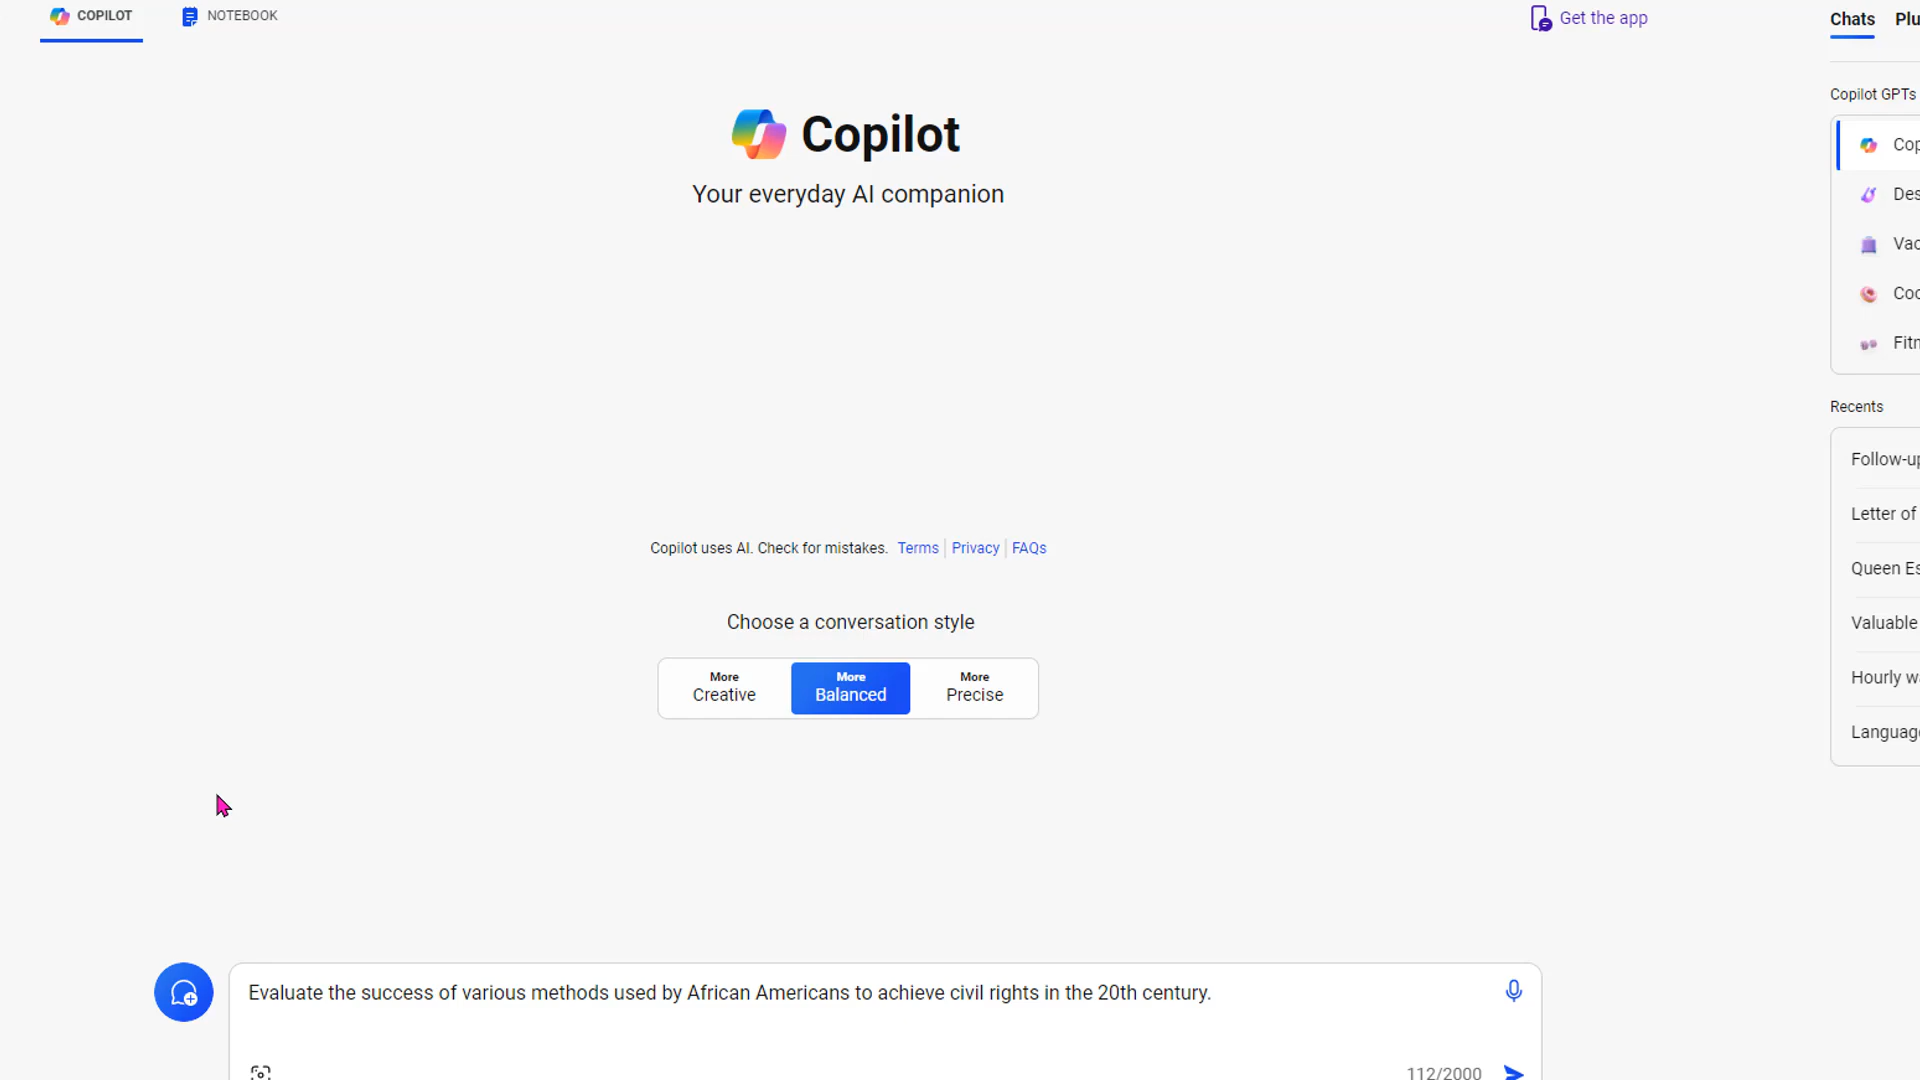 COPILOT
NOTEBOOK
Get the app
Copilot
Your everyday AI companion
Copilot uses AI. Check for mistakes. Terms Privacy FAQs
Choose a conversation style
More Creative
More Balanced
More Precise
Evaluate the success of various methods used by African Americans to achieve civil rights in the 20th century.
112/2000
Chats Plu
Copilot GPTs
Cop
Des
Vac
Coo
Fitn
Recents
Follow-up
Letter of
Queen Es
Valuable
Hourly wa
Language